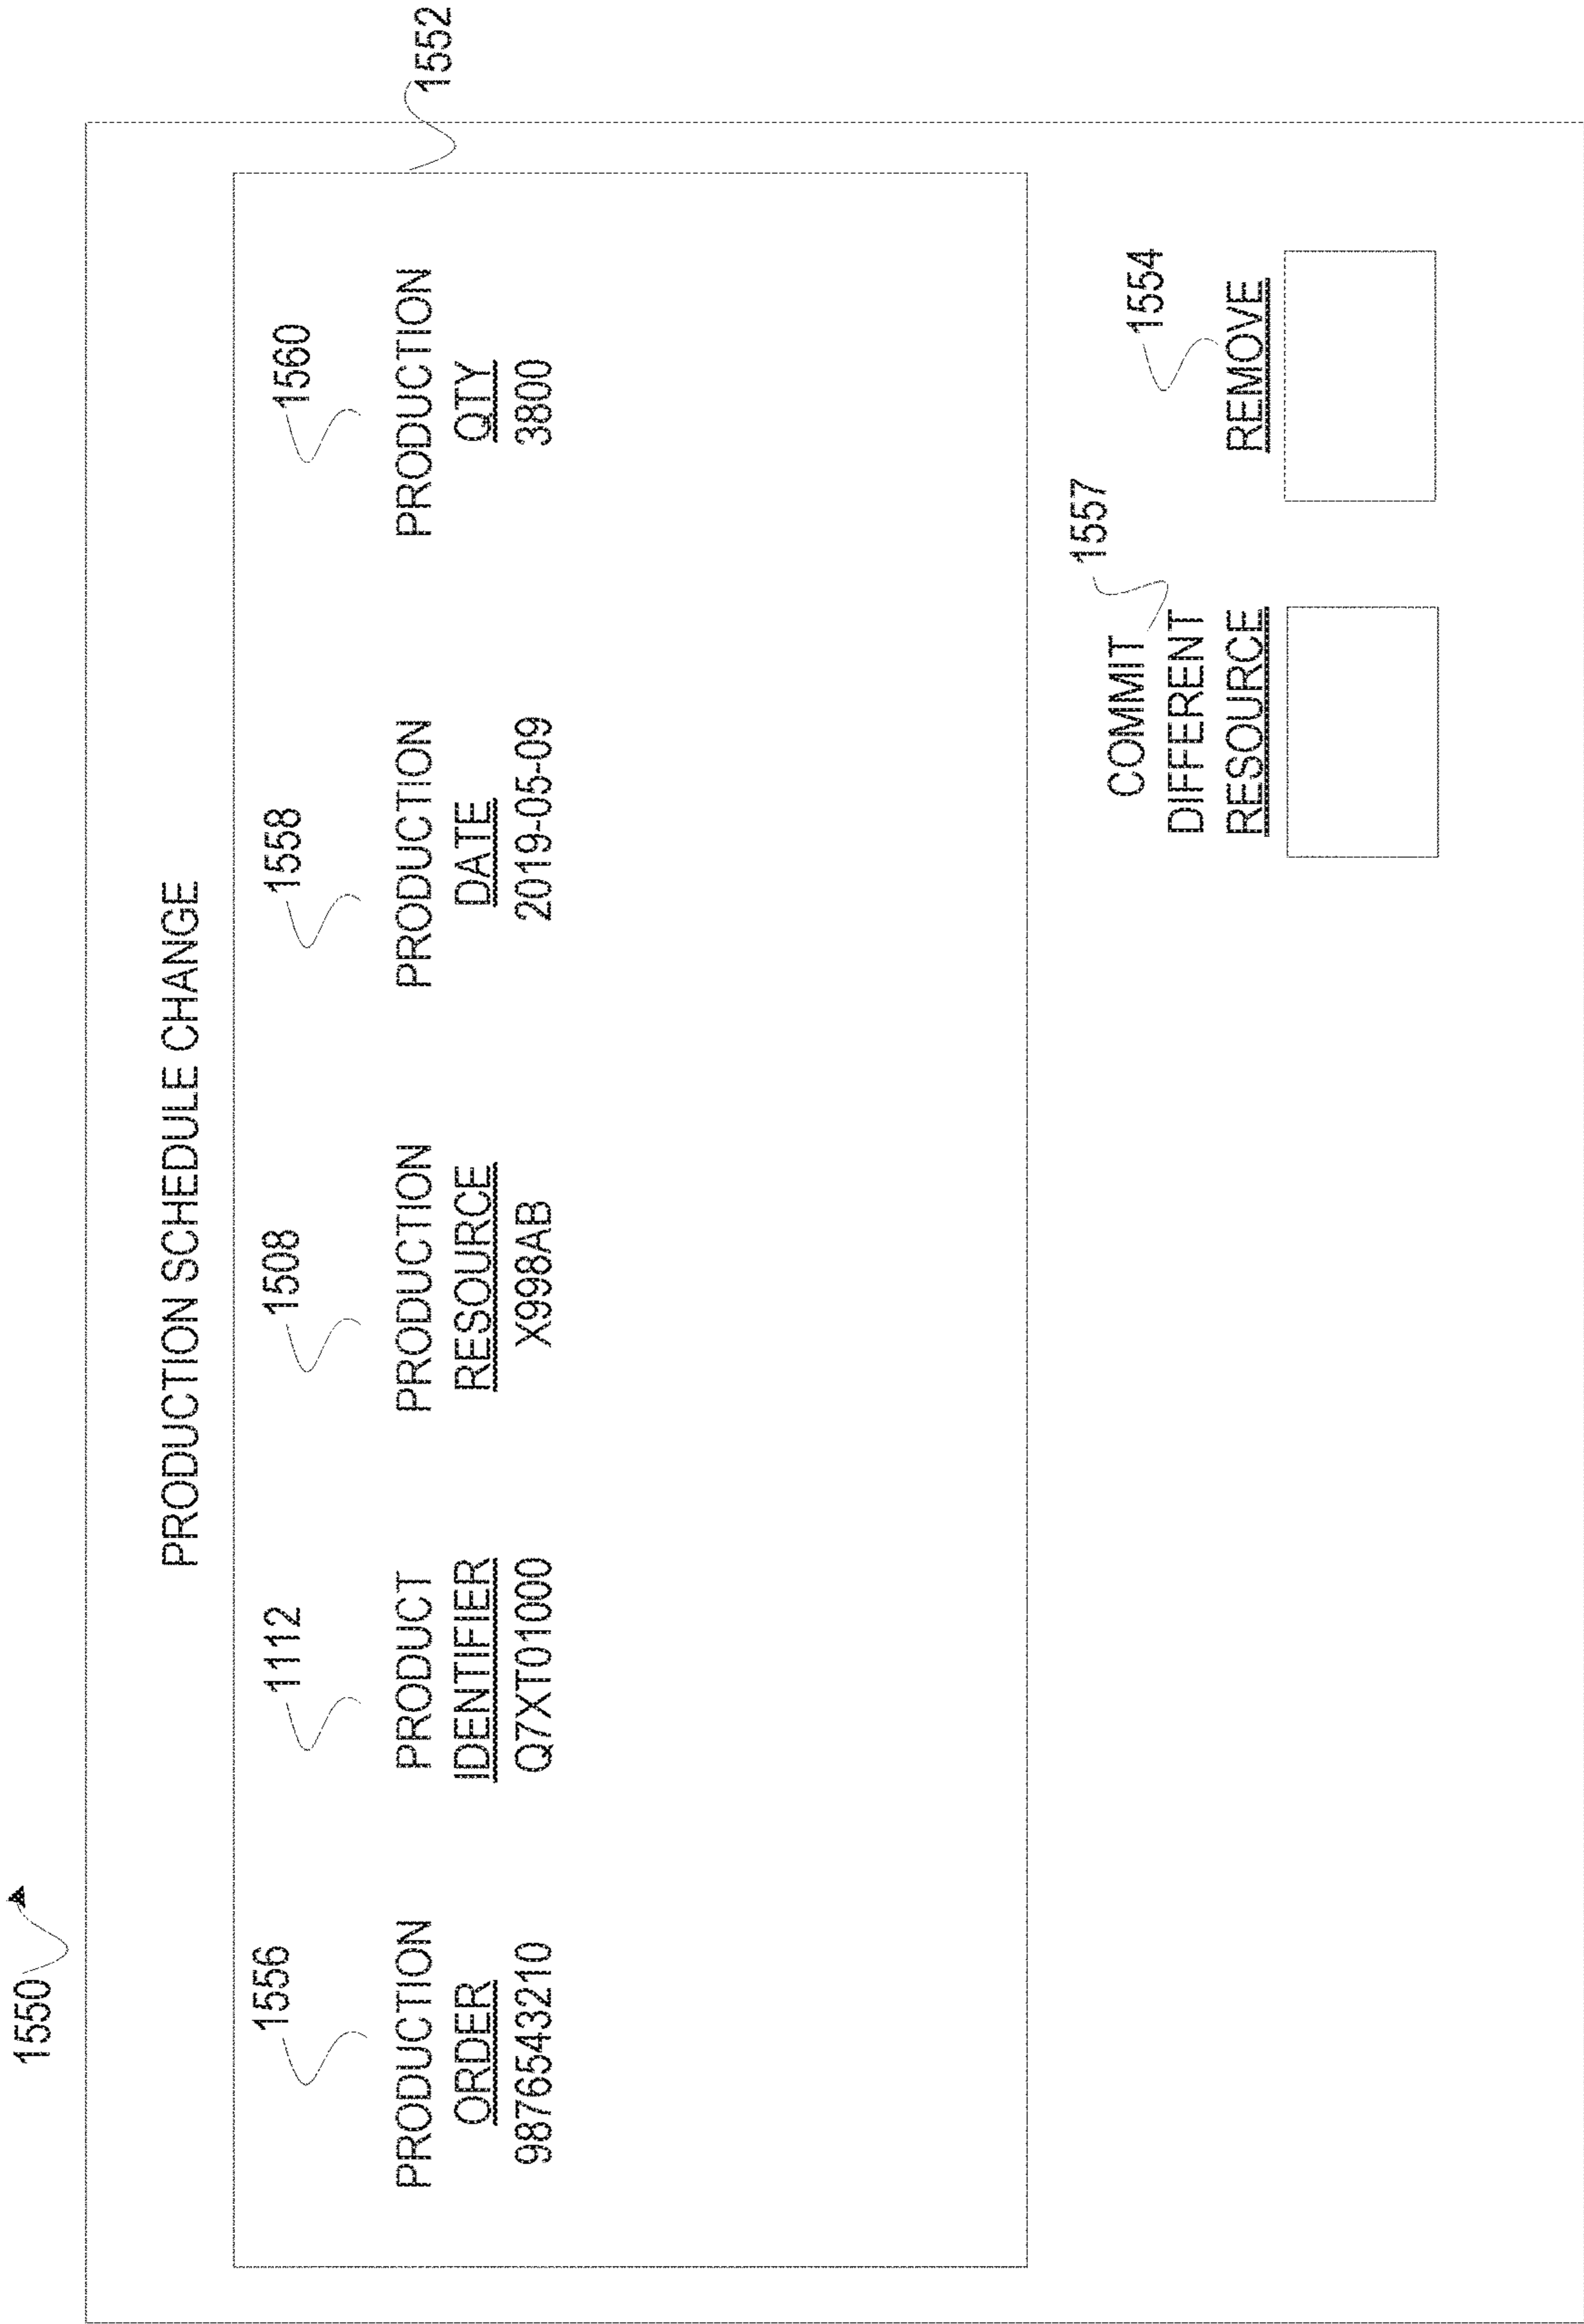 1550
PRODUCTION SCHEDULE CHANGE
1552
1556
1112
1508
1558
1560
PRODUCTION
ORDER
9876543210
PRODUCT
IDENTIFIER
Q7XT01000
PRODUCTION
RESOURCE
X998AB
PRODUCTION
DATE
2019-05-09
PRODUCTION
QTY
3800
1557
COMMIT
DIFFERENT
RESOURCE
1554
REMOVE